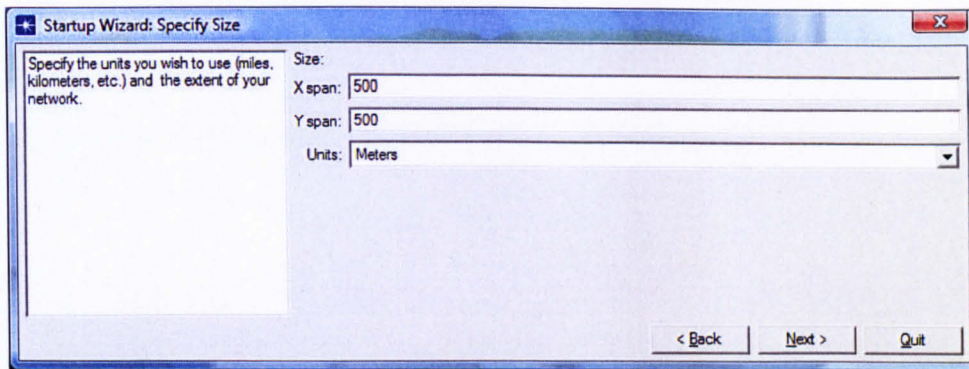 Startup Wizard: Specify Size
Specify the units you wish to use (miles,
kilometers, etc.) and the extent of your
network.
Size:
X span: 500
Y span: 500
Units: Meters
< Back
Next >
Quit